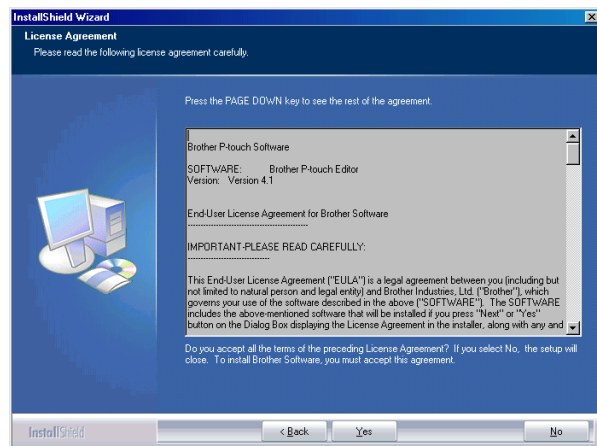 InstallShield Wizard
License Agreement
Please read the following license agreement carefully.
Press the PAGE DOWN key to see the rest of the agreement.
Brother P-touch Software
SOFTWARE: Brother P-touch Editor
Version: Version 4.1
End-User License Agreement for Brother Software
--------------------------------------------------
IMPORTANT-PLEASE READ CAREFULLY:
----------------------------------
This End-User License Agreement ("EULA") is a legal agreement between you (including but
not limited to natural person and legal entity) and Brother Industries, Ltd. ("Brother"), which
governs your use of the software described in the above ("SOFTWARE"). The SOFTWARE
includes the above-mentioned software that will be installed if you press "Next" or "Yes"
button on the Dialog Box displaying the License Agreement in the installer, along with any and
Do you accept all the terms of the preceding License Agreement? If you select No, the setup will
close. To install Brother Software, you must accept this agreement.
InstallShield
< Back
Yes
No